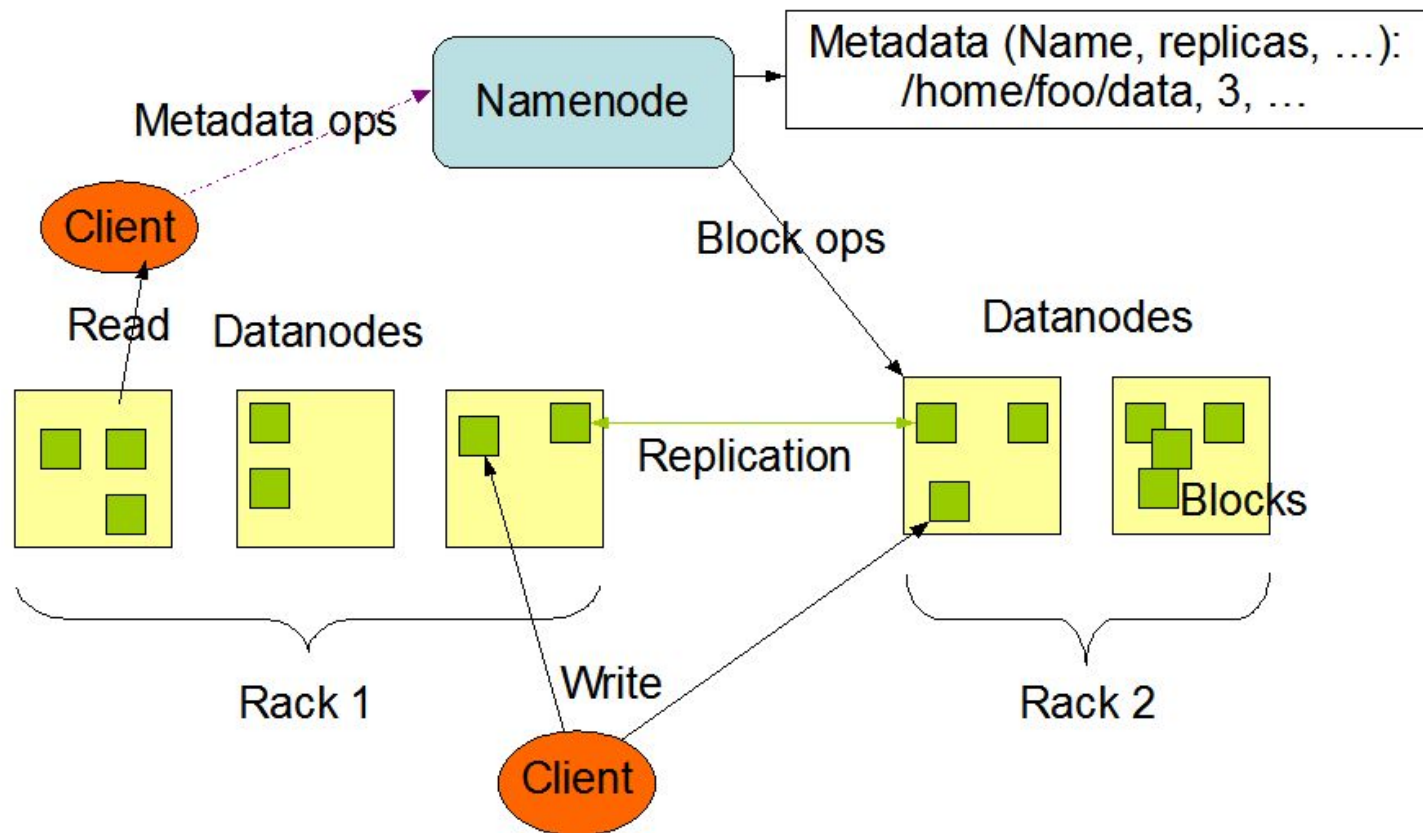 Metadata (Name, replicas, …):
/home/foo/data, 3, …
Namenode
Metadata ops
Client
Block ops
Read
Datanodes
Datanodes
Replication
Blocks
Rack 1
Write
Rack 2
Client